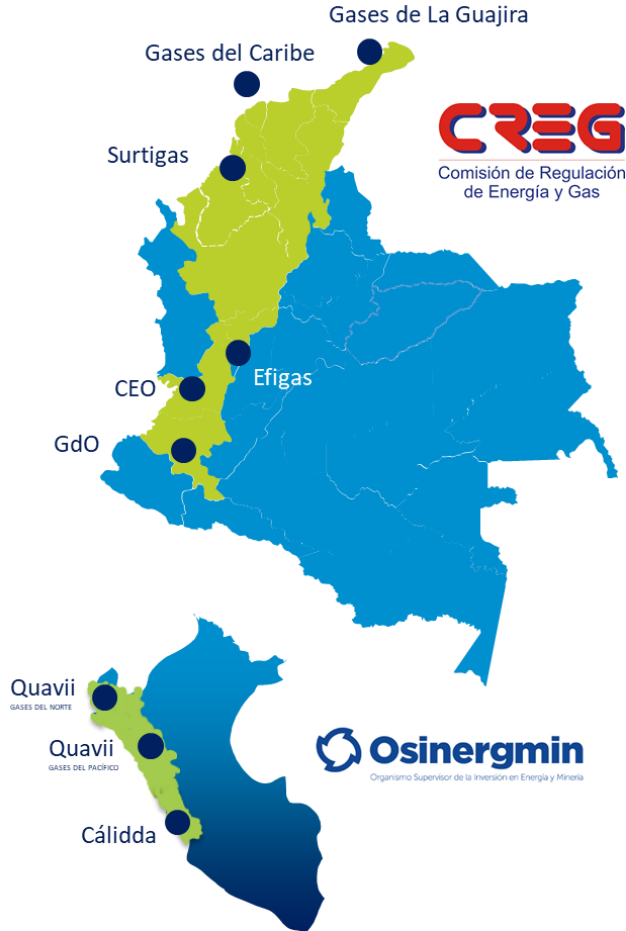 Gases de La Guajira
Gases del Caribe
CREG
Surtigas
Comisión de Regulación
de Energía y Gas
Efigas
CEO
GdO
Quavii
GASES DEL NORTE
Quavii
GASES DEL PACÍFICO
Osinergmin
Organismo Supervisor de la Inversión en Energía y Minería
Cálidda